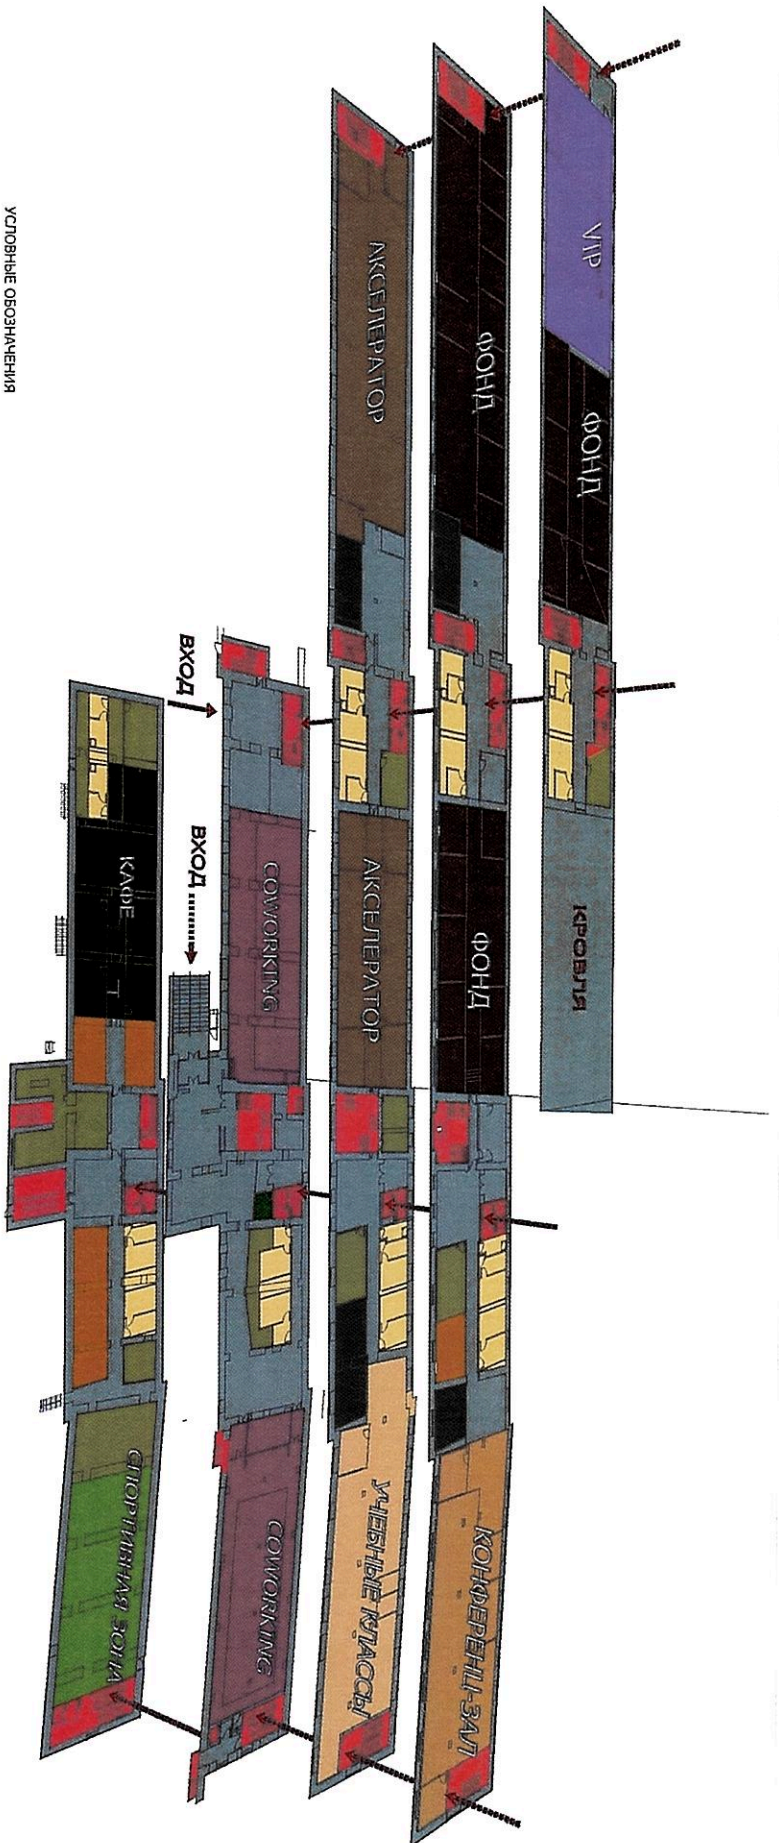 VIP
ФОНД
КРОВЛЯ
ФОНД
ФОНД
КОНФЕРЕНЦ-ЗАЛ
АКСЕЛЕРАТОР
АКСЕЛЕРАТОР
УЧЕБНЫЕ КЛАССЫ
ВХОД
ВХОД
COWORKING
COWORKING
КАФЕ
СПОРТИВНАЯ ЗОНА
УСЛОВНЫЕ ОБОЗНАЧЕНИЯ